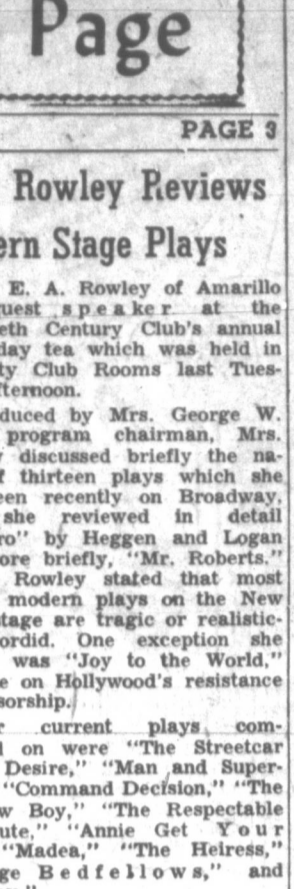 Page
PAGE 3
Rowley Reviews
ern Stage Plays
E. A. Rowley of Amarillo
uest speaker at the
eth Century Club's annual
day tea which was held in
ty Club Rooms last Tues-
fternoon.
duced by Mrs. George W.
program chairman, Mrs.
discussed briefly the na-
f thirteen plays which she
een recently on Broadway,
she reviewed in detail
ro" by Heggen and Logan
ore briefly, "Mr. Roberts."
Rowley stated that most
modern plays on the New
tage are tragic or realistic-
ordid. One exception she
was "Joy to the World,"
e on Hollywood's resistance
sorship.
r current plays com-
d on were "The Streetcar
Desire," "Man and Super-
"Command Decision," "The
w Boy," "The Respectable
ute," "Annie Get Your
"Madea," "The Heiress,"
ge Bedfellows," and